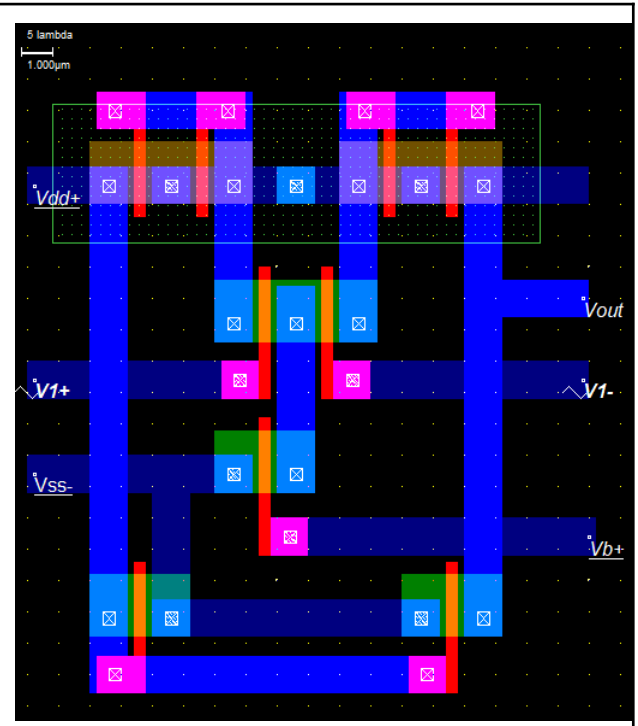 5 lambda
1.000µm
Vdd+
Vout
V1+
V1-
Vss-
Vb+